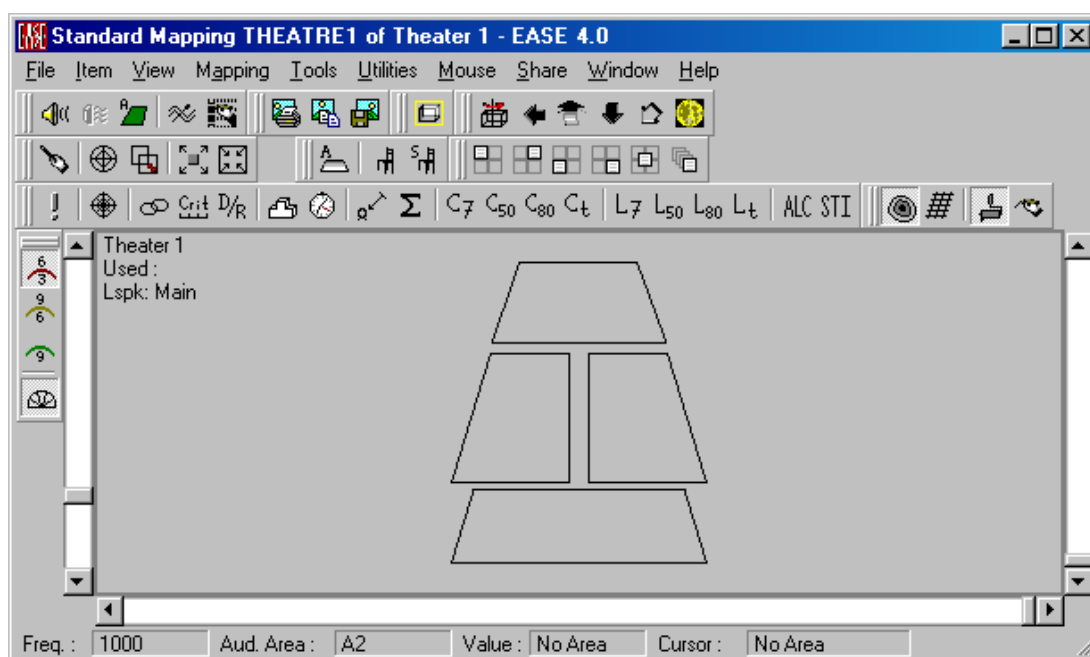 EASE Standard Mapping THEATRE1 of Theater 1 - EASE 4.0
File Item View Mapping Tools Utilities Mouse Share Window Help
A
A S
! Crit D/R Q Σ C7 C50 C80 Ct L7 L50 L80 Lt ALC STI
6
3
9
6
9
Theater 1
Used :
Lspk: Main
Freq. : 1000 Aud. Area : A2 Value : No Area Cursor : No Area